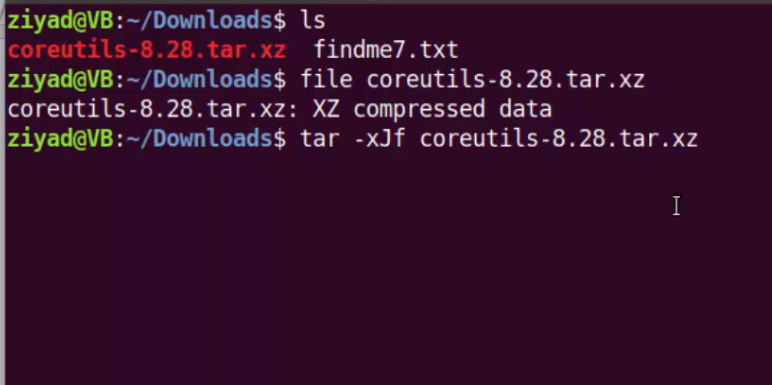 ziyad@VB:~/Downloads$ ls
coreutils-8.28.tar.xz  findme7.txt
ziyad@VB:~/Downloads$ file coreutils-8.28.tar.xz
coreutils-8.28.tar.xz: XZ compressed data
ziyad@VB:~/Downloads$ tar -xJf coreutils-8.28.tar.xz